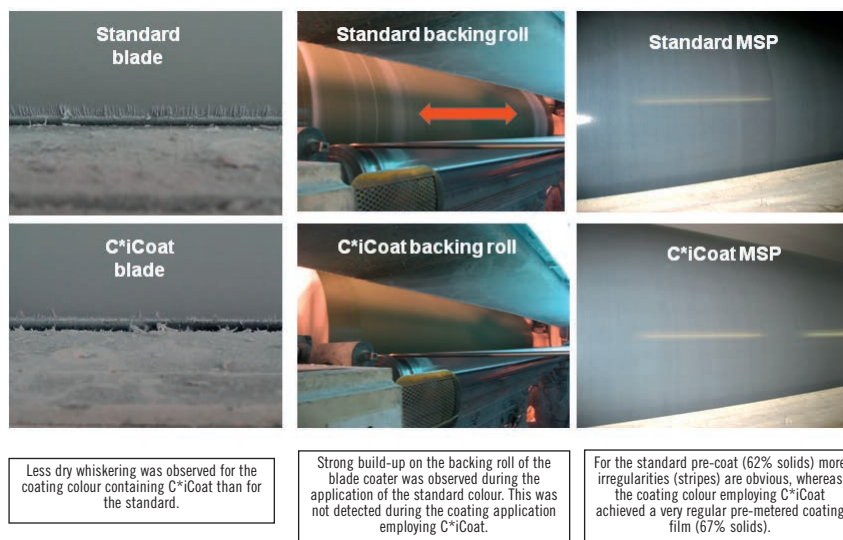 Standard
blade
Standard backing roll
Standard MSP
C*iCoat
blade
C*iCoat backing roll
C*iCoat MSP
Less dry whiskering was observed for the
coating colour containing C*iCoat than for
the standard.
Strong build-up on the backing roll of the
blade coater was observed during the
application of the standard colour. This was
not detected during the coating application
employing C*iCoat.
For the standard pre-coat (62% solids) more
irregularities (stripes) are obvious, whereas
the coating colour employing C*iCoat
achieved a very regular pre-metered coating
film (67% solids).